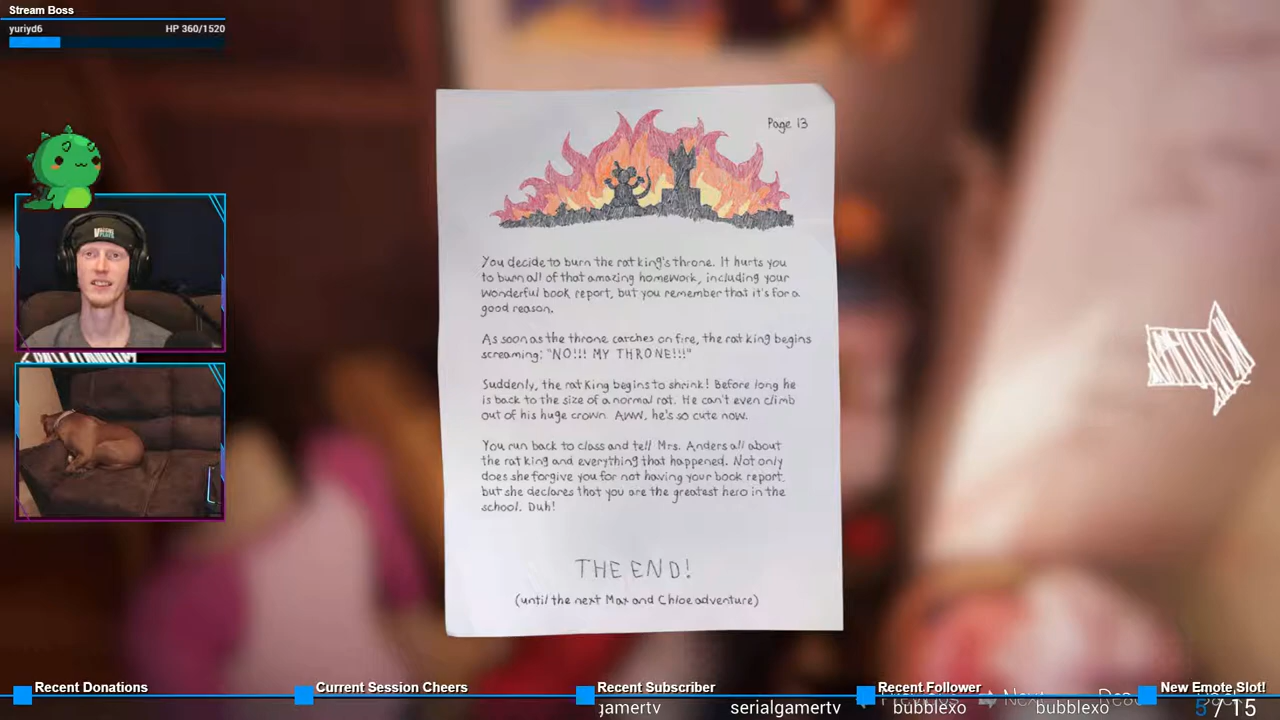 Stream Boss
yuriyd6 HP 360/1520
Page 13
You decide to burn the rat king's throne. It hurts you
to burn all of that amazing homework, including your
wonderful book report, but you remember that it's for a
good reason.
As soon as the throne catches on fire, the rat king begins
screaming: "NO!!! MY THRONE!!!"
Suddenly, the rat king begins to shrink! Before long he
is back to the size of a normal rat. He can't even climb
out of his huge crown. Aww, he's so cute now.
You run back to class and tell Mrs. Anders all about
the rat king and everything that happened. Not only
does she forgive you for not having your book report,
but she declares that you are the greatest hero in the
school. Duh!
THE END!
(until the next Max and Chloe adventure)
Recent Donations
Current Session Cheers
Recent Subscriber
gamertv serialgamertv
Recent Follower
bubblexo bubblexo
New Emote Slot!
5 / 15